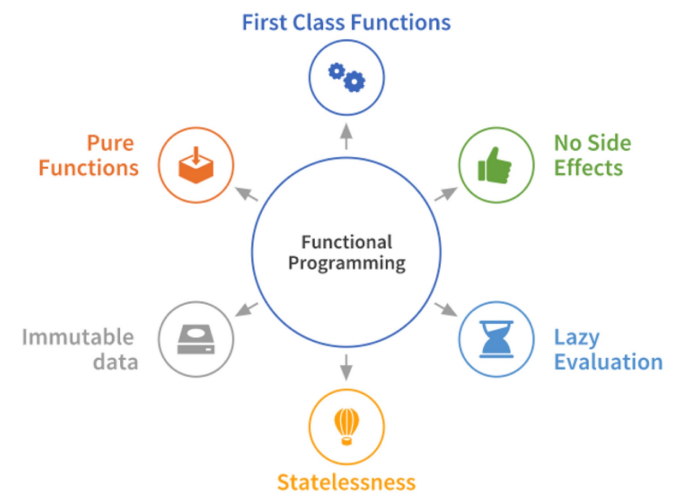 First Class Functions
Pure
Functions
No Side
Effects
Functional
Programming
Immutable
data
Lazy
Evaluation
Statelessness